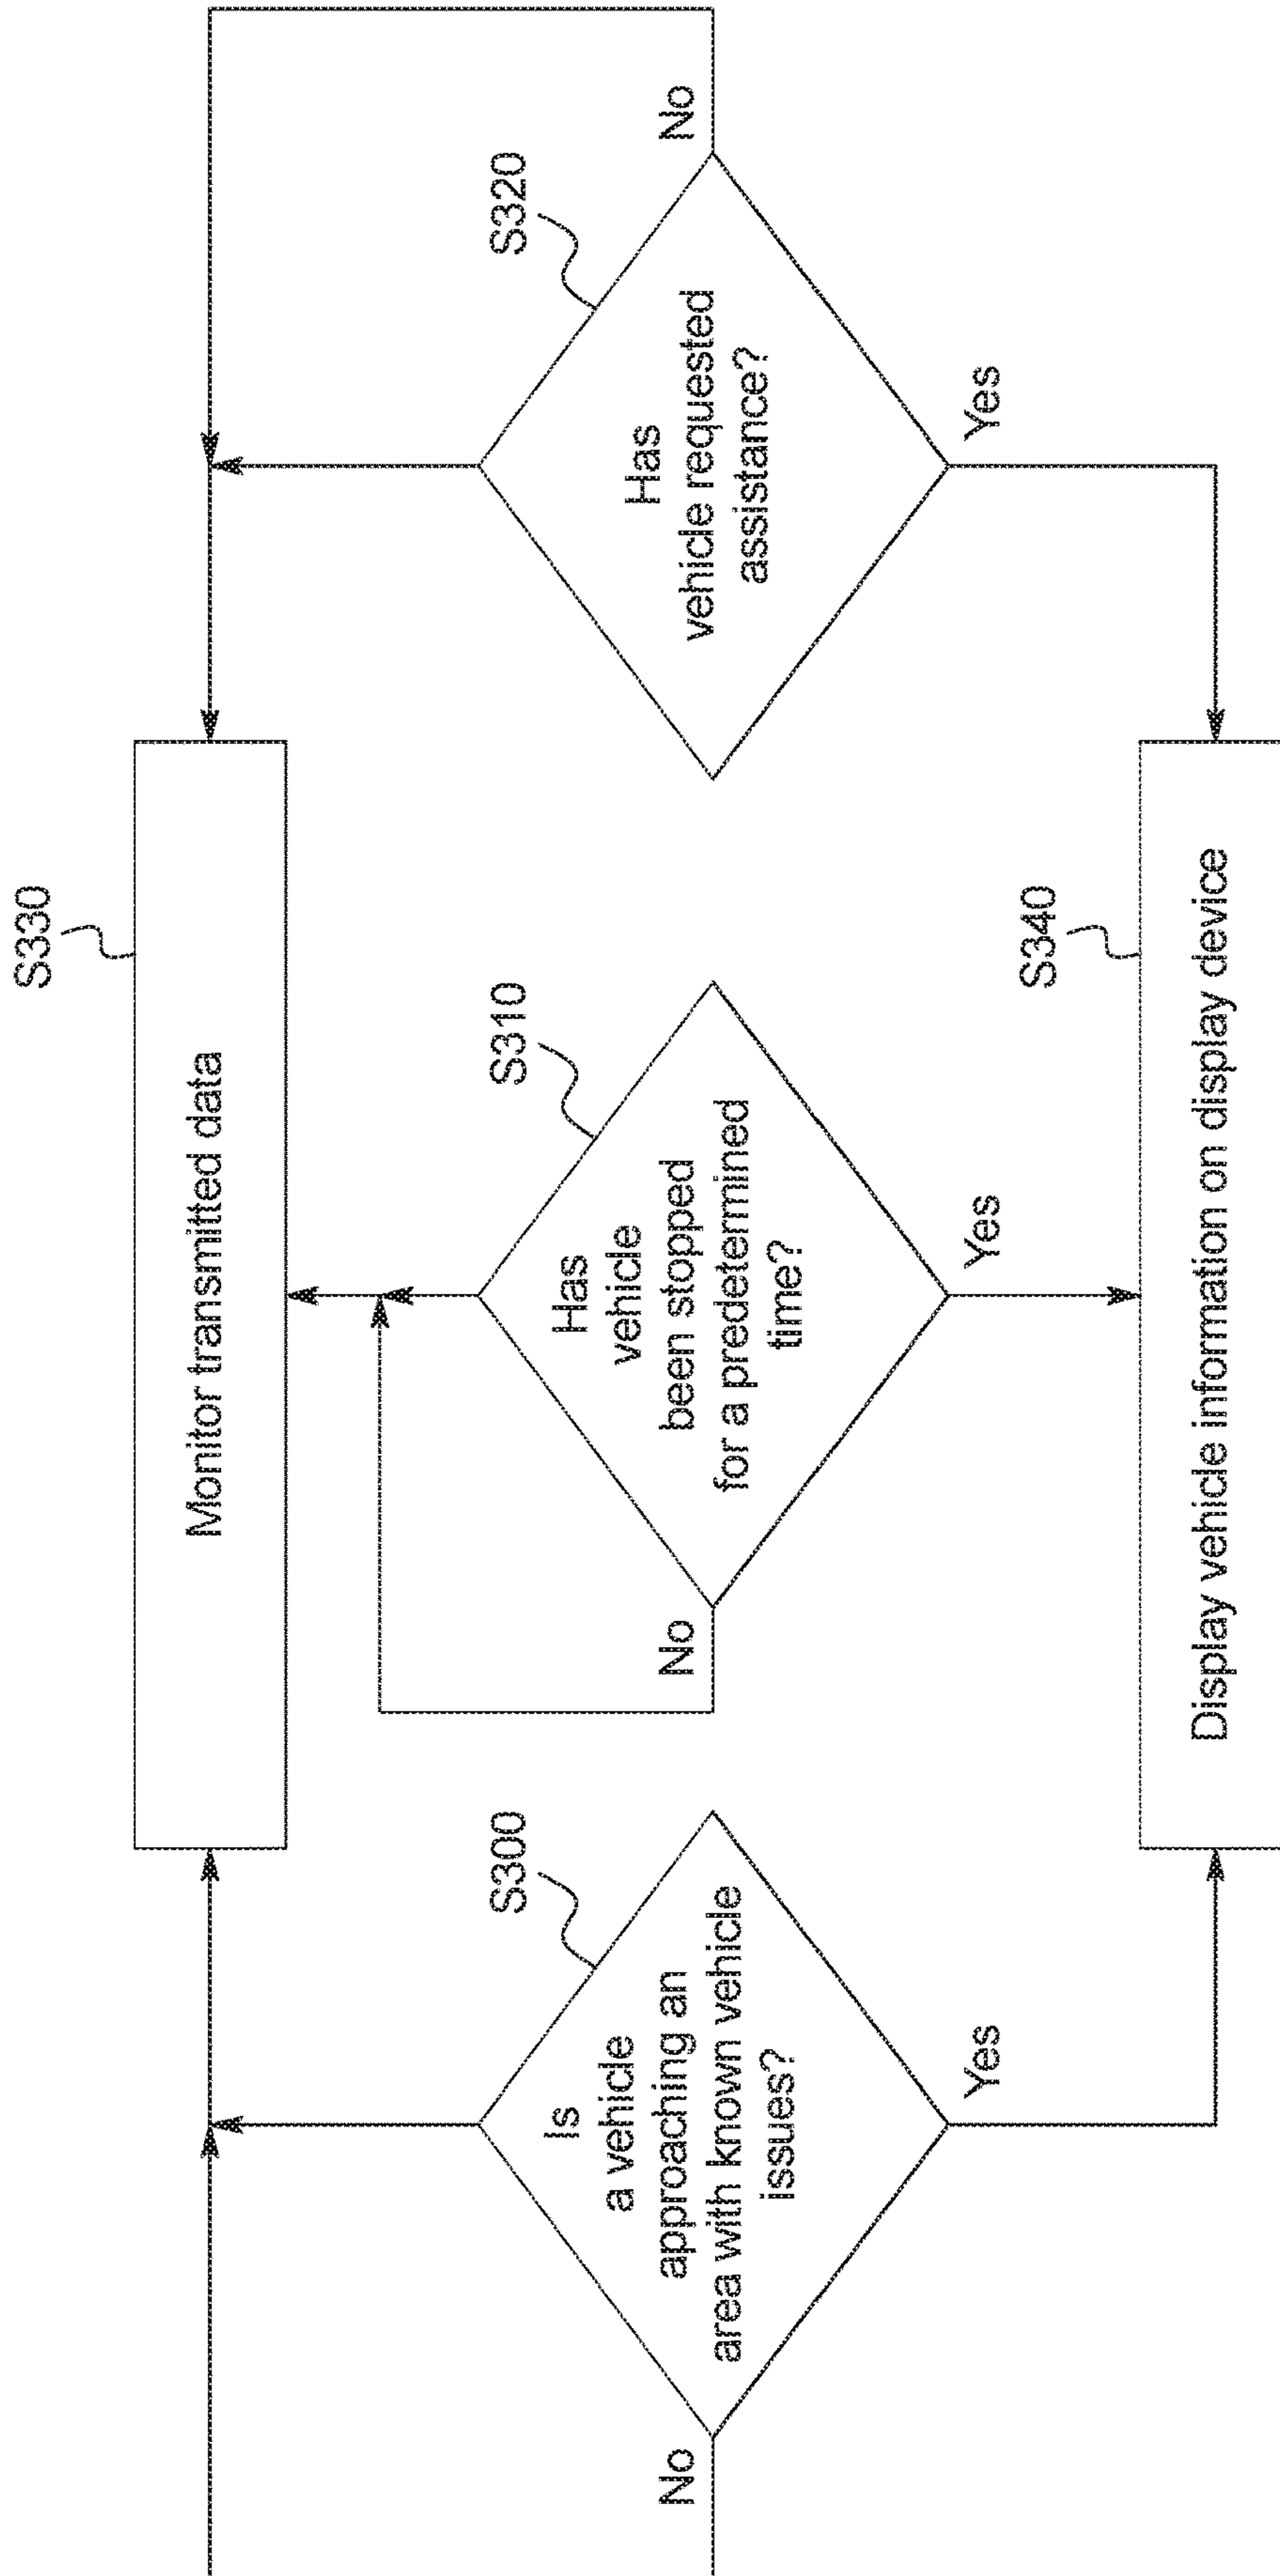 S330
Monitor transmitted data
S300
Is
a vehicle
approaching an
area with known vehicle
issues?
No
Yes
S310
Has
vehicle
been stopped
for a predetermined
time?
No
Yes
S320
Has
vehicle requested
assistance?
No
Yes
S340
Display vehicle information on display device